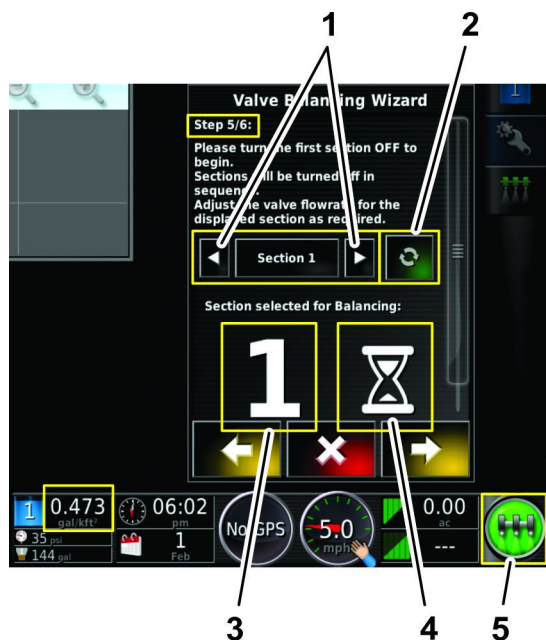 1
2
1
Valve Balancing Wizard
Step 5/6:
Please turn the first section OFF to
begin.
Sections will be turned off in
sequence.
Adjust the valve flowrate for the
displayed section as required.
Section 1
Section selected for Balancing:
1
1
0.473
gal/kft²
35 psi
144 gal
06:02
pm
1
Feb
No GPS
5.0
mph
0.00
ac
---
3
4
5